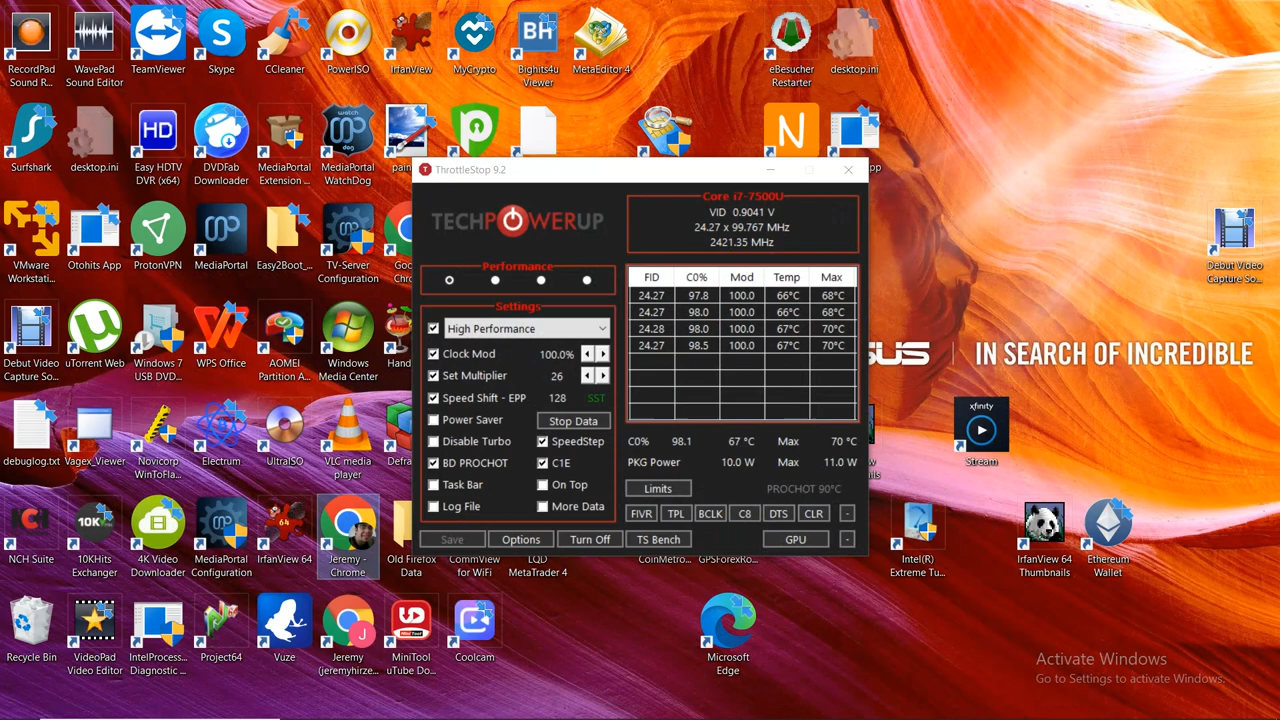 RecordPad
Sound R...
WavePad
Sound Editor
TeamViewer
Skype
CCleaner
PowerISO
IrfanView
MyCrypto
BH
Bighits4u
Viewer
MetaEditor 4
eBesucher
Restarter
desktop.ini
Surfshark
desktop.ini
HD
Easy HDTV
DVR (x64)
DVDFab
Downloader
MediaPortal
Extension ...
watch
dog
MediaPortal
WatchDog
VMware
Workstati...
Otohits App
ProtonVPN
MediaPortal
Easy2Boot_...
TV-Server
Configuration
Debut Video
Capture So...
ThrottleStop 9.2
TECHPOWERUP
Core i7-7500U
VID 0.9041 V
24.27 x 99.767 MHz
2421.35 MHz
Performance
Settings
High Performance
Clock Mod 100.0%
Set Multiplier 26
Speed Shift - EPP 128 SST
Power Saver Stop Data
Disable Turbo SpeedStep
BD PROCHOT C1E
Task Bar On Top
Log File More Data
FID C0% Mod Temp Max
24.27 97.8 100.0 66°C 68°C
24.27 98.0 100.0 66°C 68°C
24.28 98.0 100.0 67°C 70°C
24.27 98.5 100.0 67°C 70°C
C0% 98.1 67 °C Max 70 °C
PKG Power 10.0 W Max 11.0 W
Limits PROCHOT 90°C
FIVR TPL BCLK C8 DTS CLR -
Save Options Turn Off TS Bench GPU -
SUS IN SEARCH OF INCREDIBLE
Debut Video
Capture So...
uTorrent Web
Windows 7
USB DVD...
WPS Office
AOMEI
Partition A...
Windows
Media Center
xfinity
Stream
debuglog.txt
Vagex_Viewer
Novicorp
WinToFla...
Electrum
UltraISO
VLC media
player
NCH
NCH Suite
10K
10KHits
Exchanger
4K Video
Downloader
MediaPortal
Configuration
64
IrfanView 64
Jeremy -
Chrome
Old Firefox
Data
CommView
for WiFi
LQD
MetaTrader 4
CoinMetro...
GPSForexRo...
Intel(R)
Extreme Tu...
IrfanView 64
Thumbnails
Ethereum
Wallet
Recycle Bin
VideoPad
Video Editor
IntelProcess...
Diagnostic ...
Project64
Vuze
J
Jeremy
(jeremyhirze...
UD
MiniTool
uTube Do...
Coolcam
Microsoft
Edge
Activate Windows
Go to Settings to activate Windows.